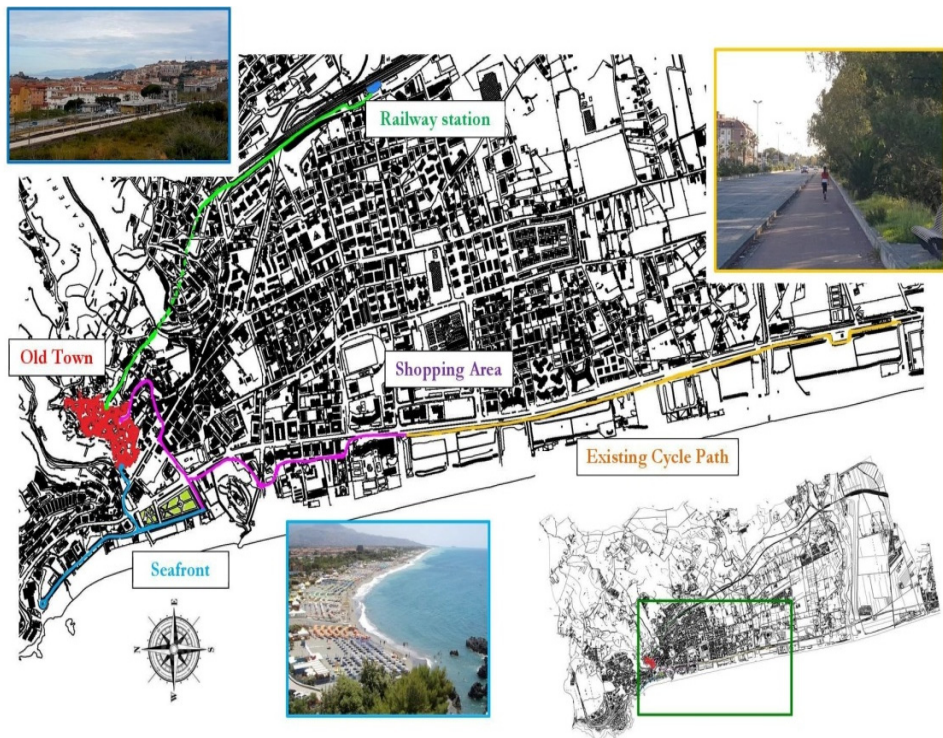 Railway station
Old Town
Shopping Area
Existing Cycle Path
Seafront
E
N
S
W